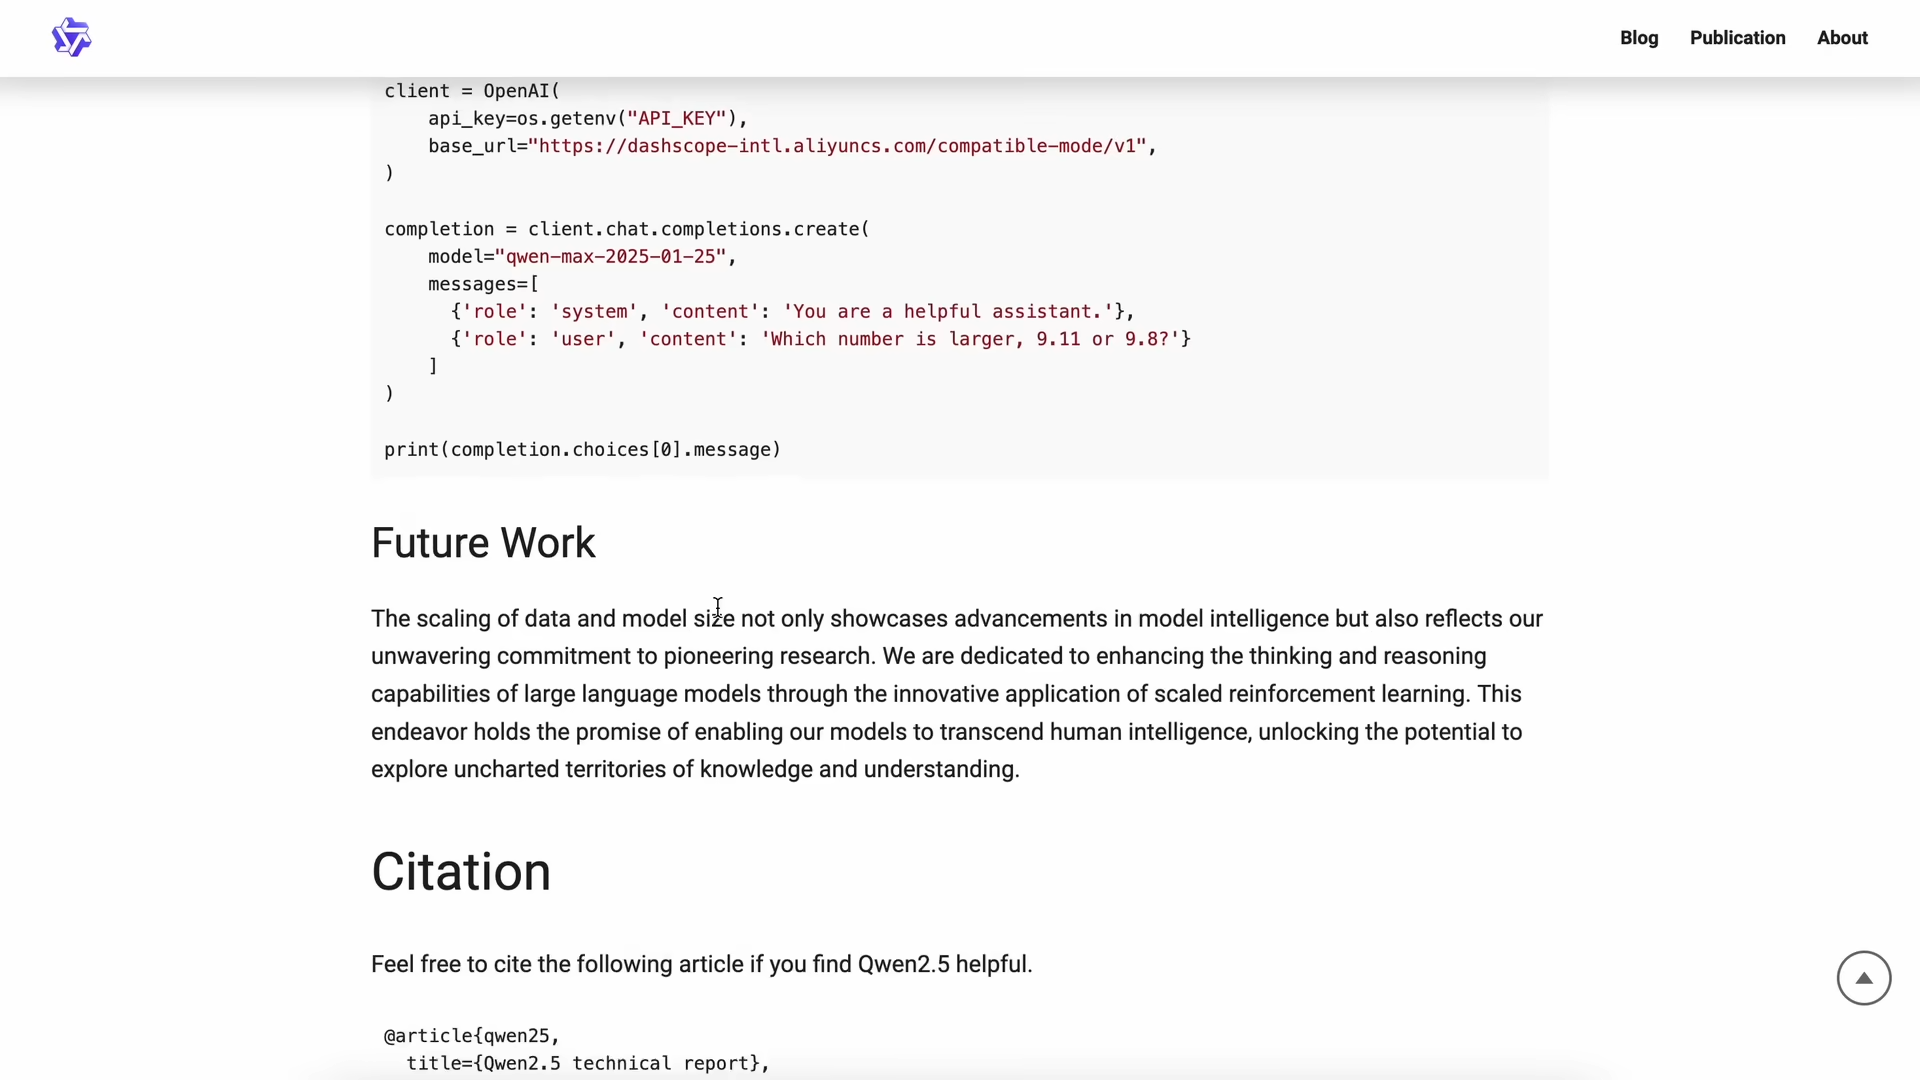 Blog Publication About
client = OpenAI(
    api_key=os.getenv("API_KEY"),
    base_url="https://dashscope-intl.aliyuncs.com/compatible-mode/v1",
)
completion = client.chat.completions.create(
    model="qwen-max-2025-01-25",
    messages=[
      {'role': 'system', 'content': 'You are a helpful assistant.'},
      {'role': 'user', 'content': 'Which number is larger, 9.11 or 9.8?'}
    ]
)
print(completion.choices[0].message)
Future Work
The scaling of data and model size not only showcases advancements in model intelligence but also reflects our
unwavering commitment to pioneering research. We are dedicated to enhancing the thinking and reasoning
capabilities of large language models through the innovative application of scaled reinforcement learning. This
endeavor holds the promise of enabling our models to transcend human intelligence, unlocking the potential to
explore uncharted territories of knowledge and understanding.
Citation
Feel free to cite the following article if you find Qwen2.5 helpful.
@article{qwen25,
  title={Qwen2.5 technical report},